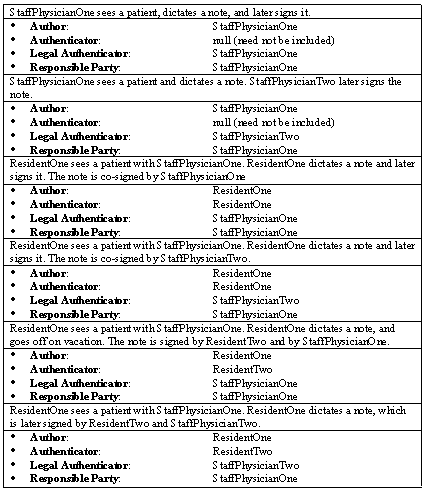 StaffPhysicianOne sees a patient, dictates a note, and later signs it.
• Author: StaffPhysicianOne
• Authenticator: null (need not be included)
• Legal Authenticator: StaffPhysicianOne
• Responsible Party: StaffPhysicianOne
StaffPhysicianOne sees a patient and dictates a note. StaffPhysicianTwo later signs the
note.
• Author: StaffPhysicianOne
• Authenticator: null (need not be included)
• Legal Authenticator: StaffPhysicianTwo
• Responsible Party: StaffPhysicianOne
ResidentOne sees a patient with StaffPhysicianOne. ResidentOne dictates a note and later
signs it. The note is co-signed by StaffPhysicianOne
• Author: ResidentOne
• Authenticator: ResidentOne
• Legal Authenticator: StaffPhysicianOne
• Responsible Party: StaffPhysicianOne
ResidentOne sees a patient with StaffPhysicianOne. ResidentOne dictates a note and later
signs it. The note is co-signed by StaffPhysicianTwo.
• Author: ResidentOne
• Authenticator: ResidentOne
• Legal Authenticator: StaffPhysicianTwo
• Responsible Party: StaffPhysicianOne
ResidentOne sees a patient with StaffPhysicianOne. ResidentOne dictates a note, and
goes off on vacation. The note is signed by ResidentTwo and by StaffPhysicianOne.
• Author: ResidentOne
• Authenticator: ResidentTwo
• Legal Authenticator: StaffPhysicianOne
• Responsible Party: StaffPhysicianOne
ResidentOne sees a patient with StaffPhysicianOne. ResidentOne dictates a note, which
is later signed by ResidentTwo and StaffPhysicianTwo.
• Author: ResidentOne
• Authenticator: ResidentTwo
• Legal Authenticator: StaffPhysicianTwo
• Responsible Party: StaffPhysicianOne